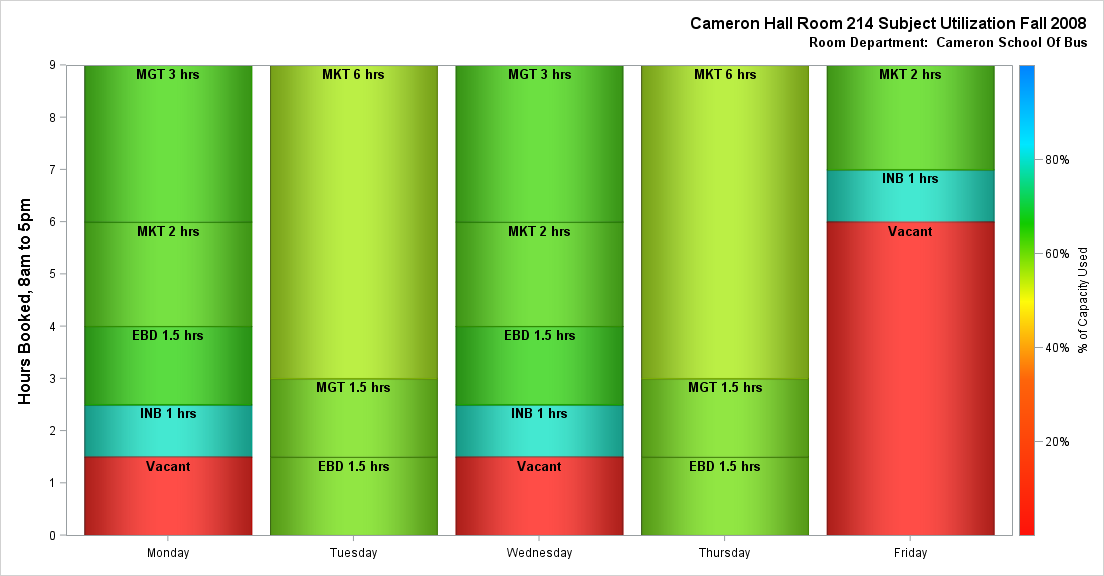 Cameron Hall Room 214 Subject Utilization Fall 2008
Room Department:  Cameron School Of Bus
Hours Booked, 8am to 5pm
9
8
7
6
5
4
3
2
1
0
MGT 3 hrs
MKT 2 hrs
EBD 1.5 hrs
INB 1 hrs
Vacant
MKT 6 hrs
MGT 1.5 hrs
EBD 1.5 hrs
MGT 3 hrs
MKT 2 hrs
EBD 1.5 hrs
INB 1 hrs
Vacant
MKT 6 hrs
MGT 1.5 hrs
EBD 1.5 hrs
MKT 2 hrs
INB 1 hrs
Vacant
Monday
Tuesday
Wednesday
Thursday
Friday
80%
60%
40%
20%
% of Capacity Used